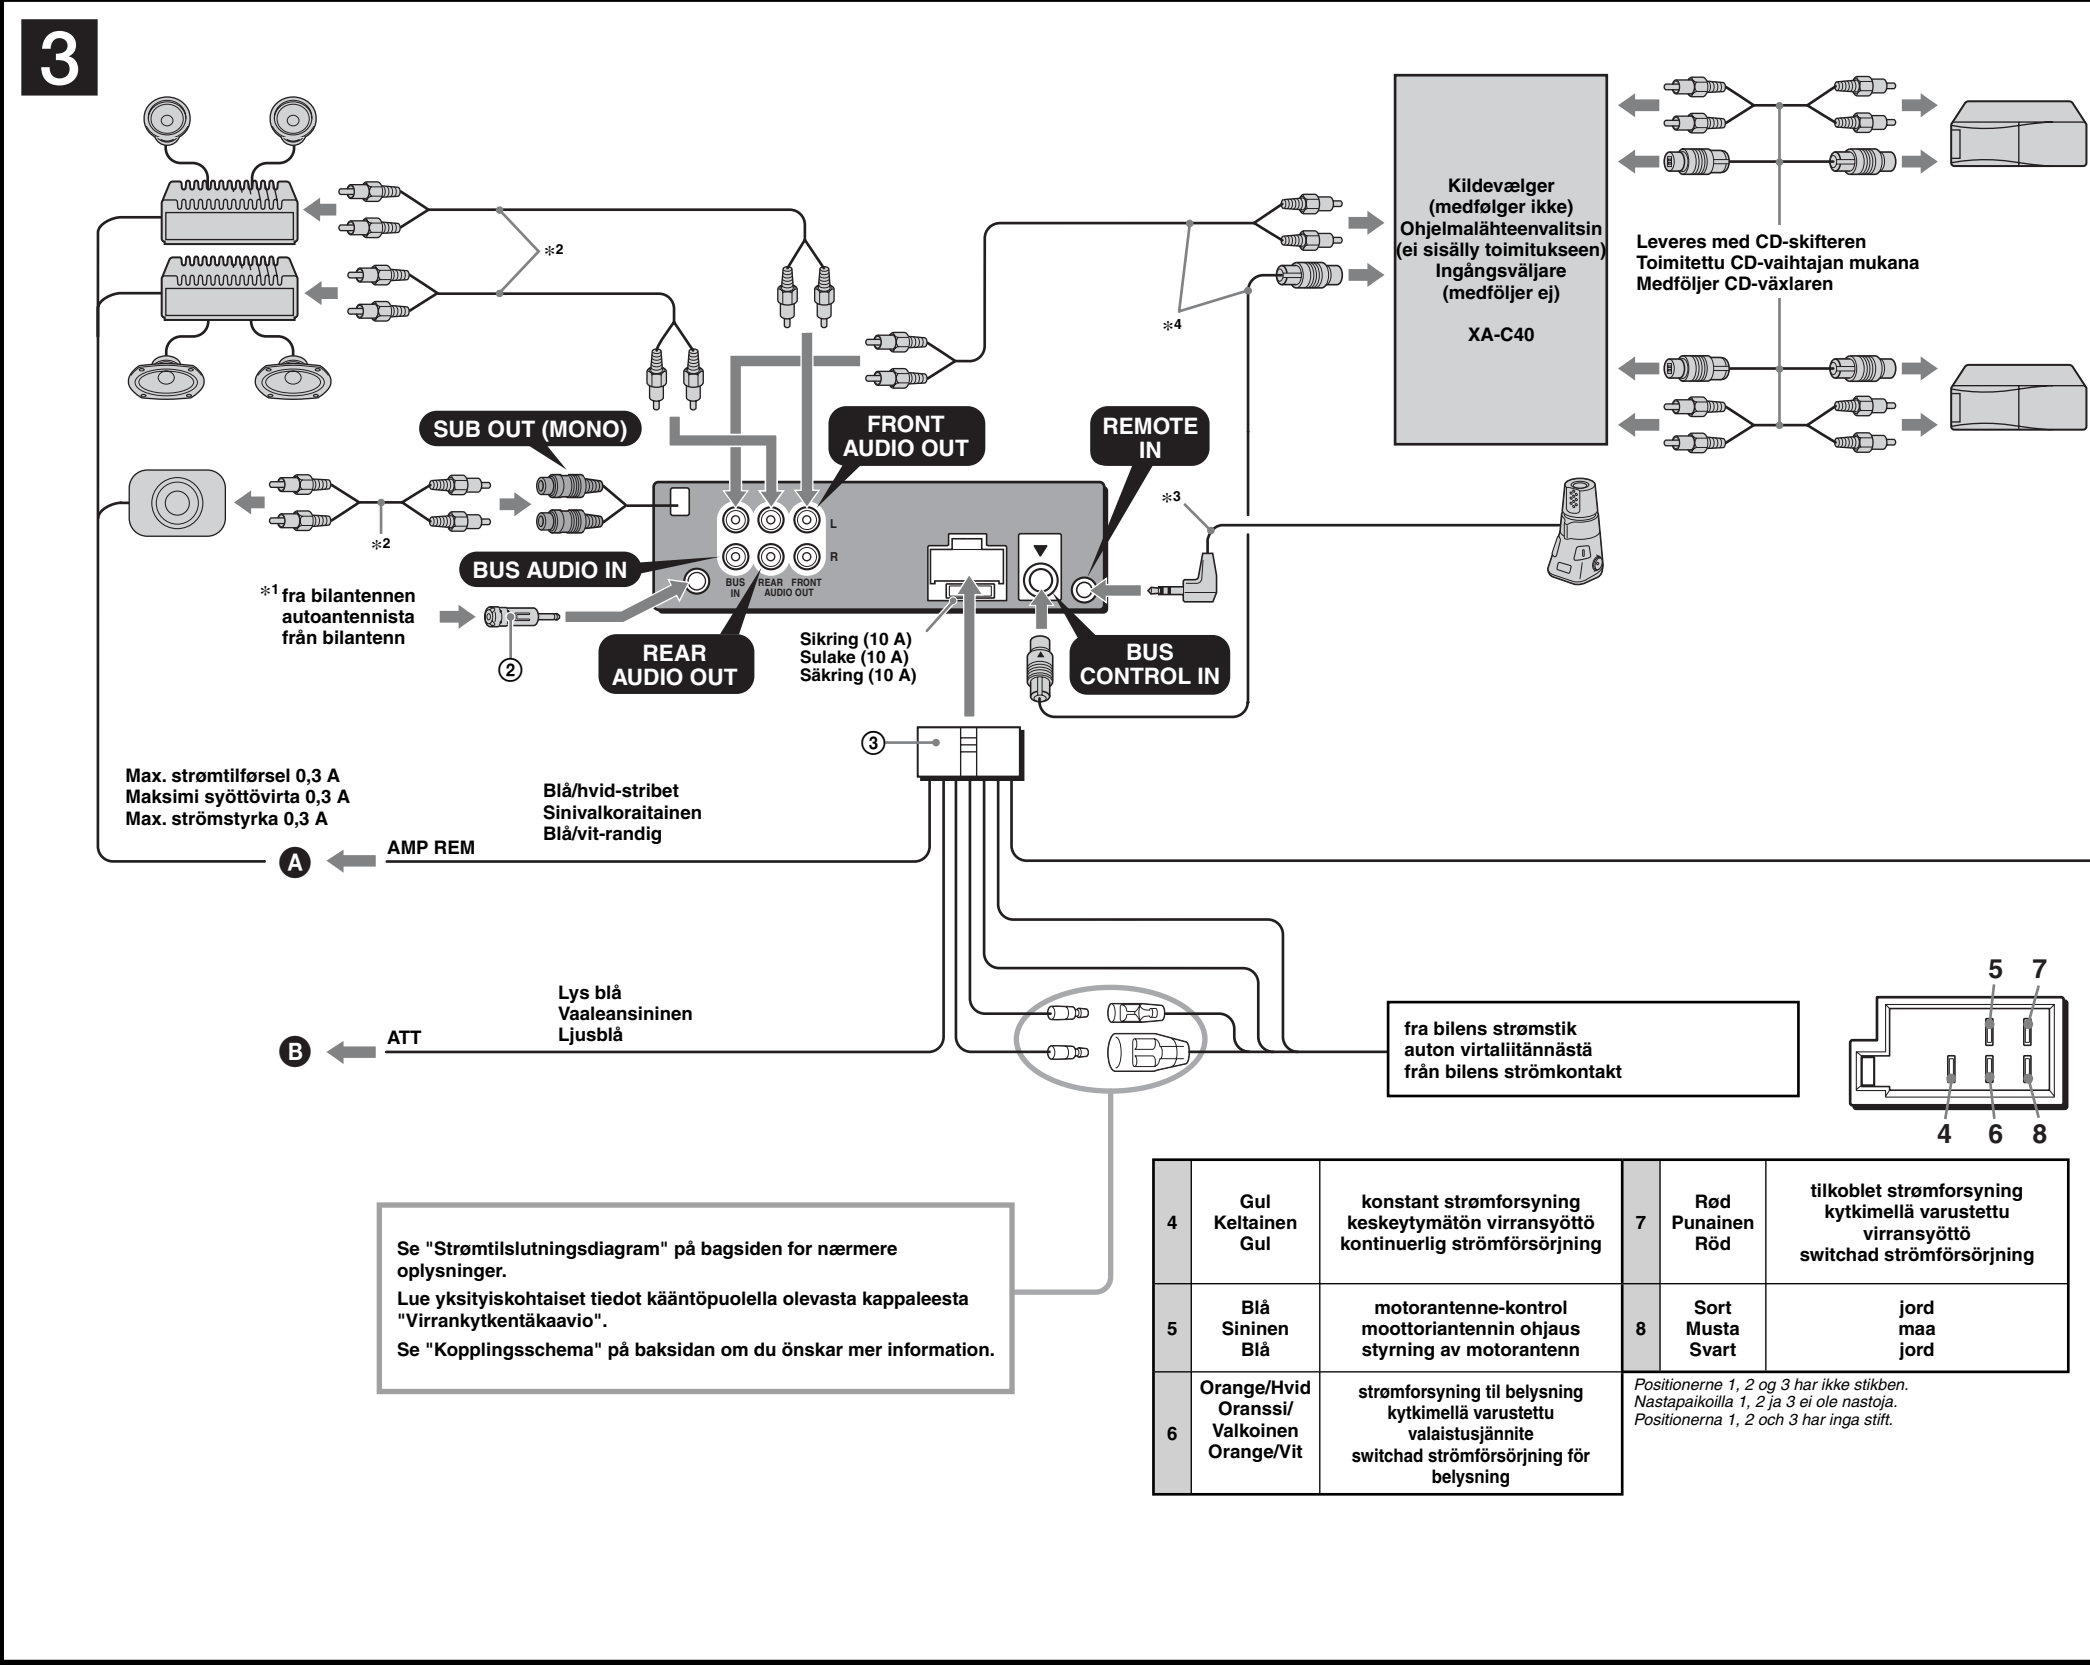 3
Kildevælger
(medfølger ikke)
Ohjelmalähteenvalitsin
(ei sisälly toimitukseen)
Ingångsväljare
(medföljer ej)
XA-C40
Leveres med CD-skifteren
Toimitettu CD-vaihtajan mukana
Medföljer CD-växlaren
*2
*4
SUB OUT (MONO)
FRONT
AUDIO OUT
REMOTE
IN
*3
*2
L
R
BUS AUDIO IN
BUS
IN
REAR FRONT
AUDIO OUT
*1 fra bilantennen
autoantennista
från bilantenn
2
REAR
AUDIO OUT
Sikring (10 A)
Sulake (10 A)
Säkring (10 A)
BUS
CONTROL IN
3
Max. strømtilførsel 0,3 A
Maksimi syöttövirta 0,3 A
Max. strömstyrka 0,3 A
Blå/hvid-stribet
Sinivalkoraitainen
Blå/vit-randig
A
AMP REM
Lys blå
Vaaleansininen
Ljusblå
B
ATT
fra bilens strømstik
auton virtaliitännästä
från bilens strömkontakt
5 7
4 6 8
Se "Strømtilslutningsdiagram" på bagsiden for nærmere
oplysninger.
Lue yksityiskohtaiset tiedot kääntöpuolella olevasta kappaleesta
"Virrankytkentäkaavio".
Se "Kopplingsschema" på baksidan om du önskar mer information.
4
Gul
Keltainen
Gul
konstant strømforsyning
keskeytymätön virransyöttö
kontinuerlig strömförsörjning
7
Rød
Punainen
Röd
tilkoblet strømforsyning
kytkimellä varustettu
virransyöttö
switchad strömförsörjning
5
Blå
Sininen
Blå
motorantenne-kontrol
moottoriantennin ohjaus
styrning av motorantenn
8
Sort
Musta
Svart
jord
maa
jord
6
Orange/Hvid
Oranssi/
Valkoinen
Orange/Vit
strømforsyning til belysning
kytkimellä varustettu
valaistusjännite
switchad strömförsörjning för
belysning
Positionerne 1, 2 og 3 har ikke stikben.
Nastapaikoilla 1, 2 ja 3 ei ole nastoja.
Positionerna 1, 2 och 3 har inga stift.